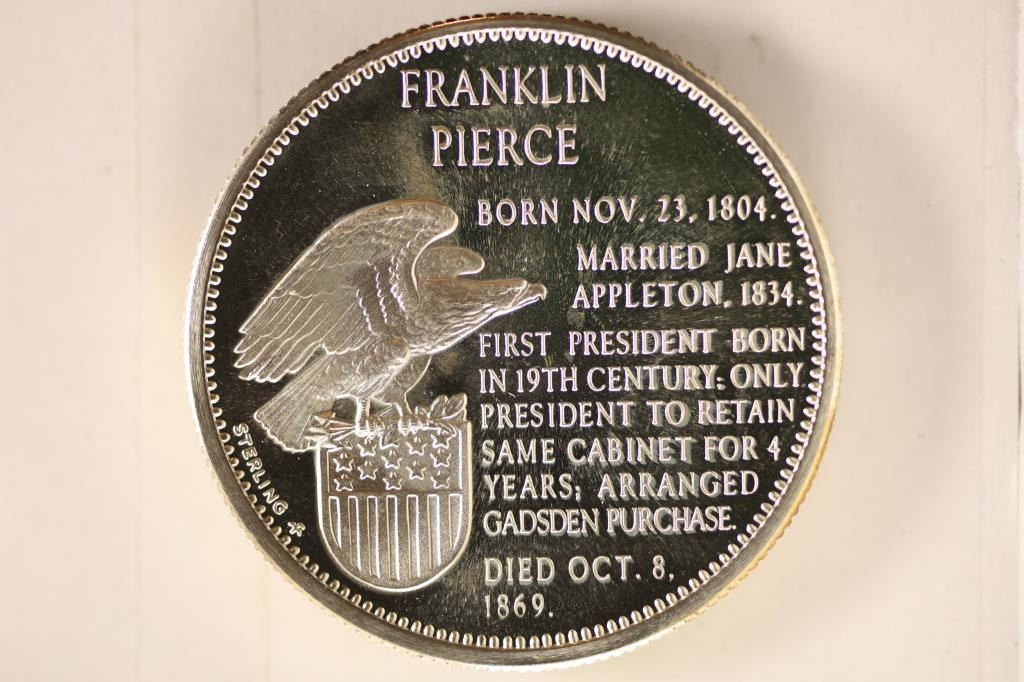 FRANKLIN
PIERCE
BORN NOV. 23, 1804.
MARRIED JANE
APPLETON, 1834.
FIRST PRESIDENT BORN
IN 19TH CENTURY; ONLY
PRESIDENT TO RETAIN
SAME CABINET FOR 4
YEARS; ARRANGED
GADSDEN PURCHASE.
DIED OCT. 8,
1869.
STERLING